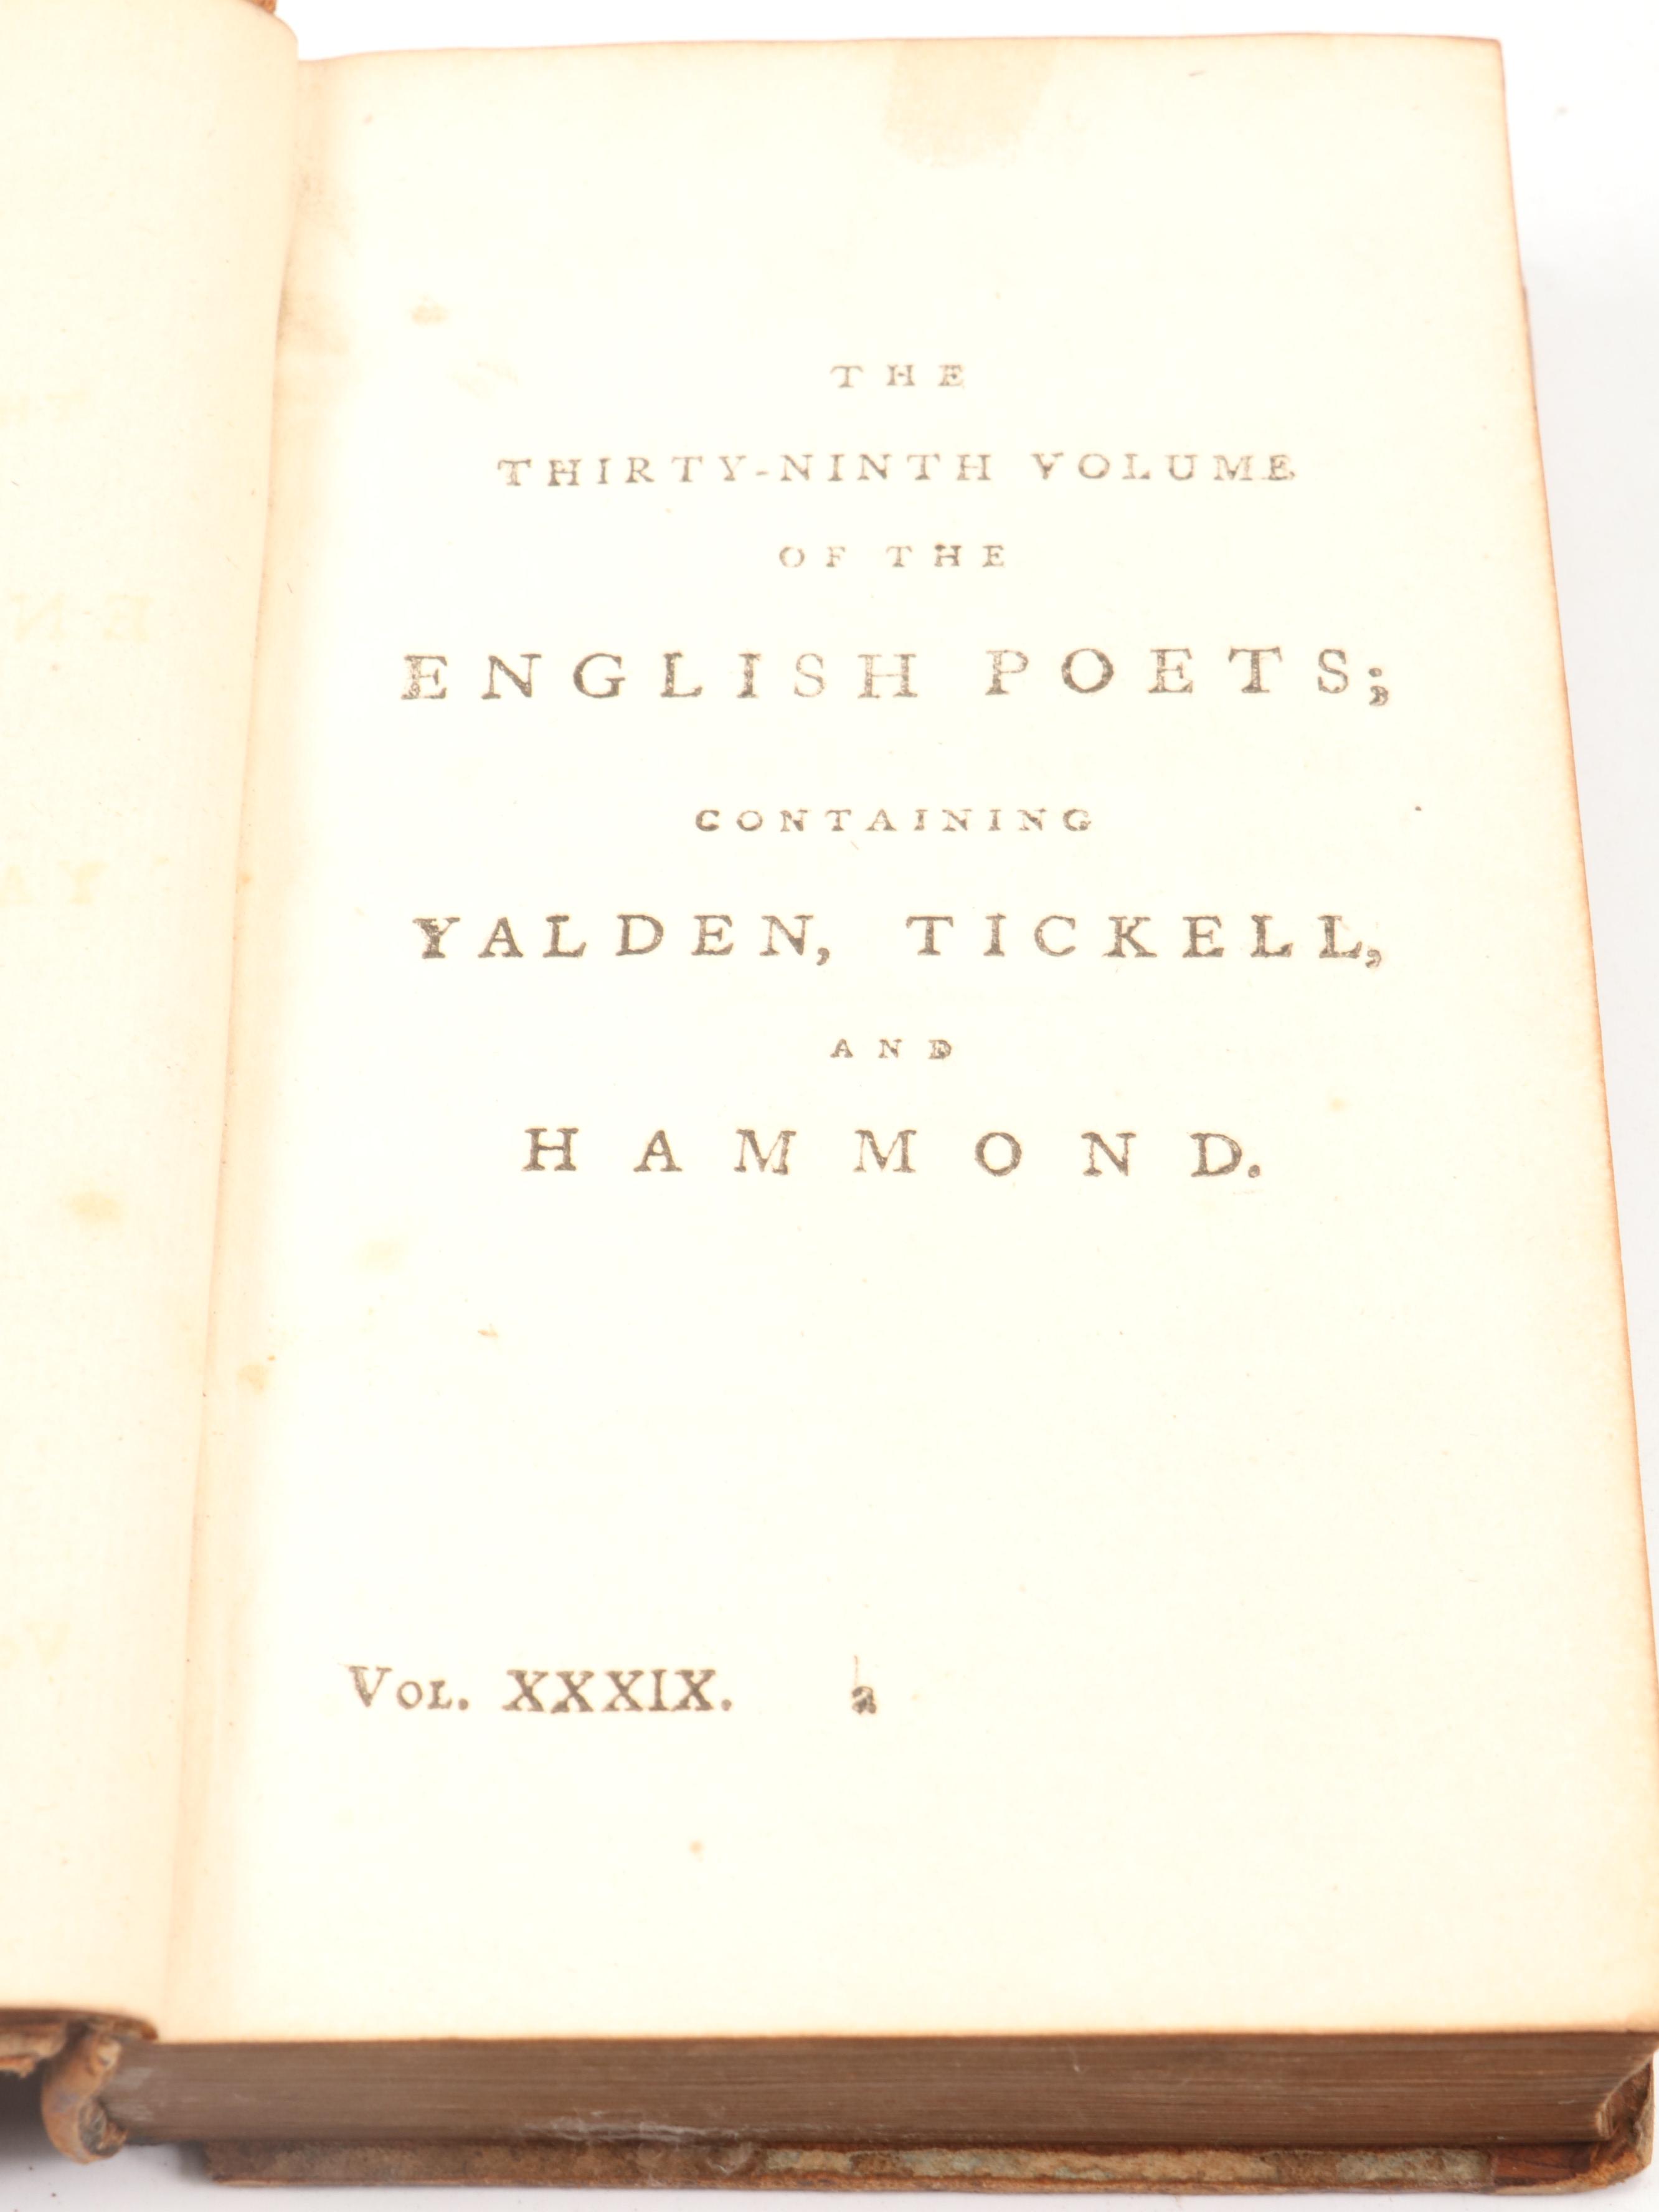 THE
THIRTY-NINTH VOLUME
OF THE
ENGLISH POETS;
CONTAINING
YALDEN, TICKELL,
AND
HAMMOND.
VOL. XXXIX. a